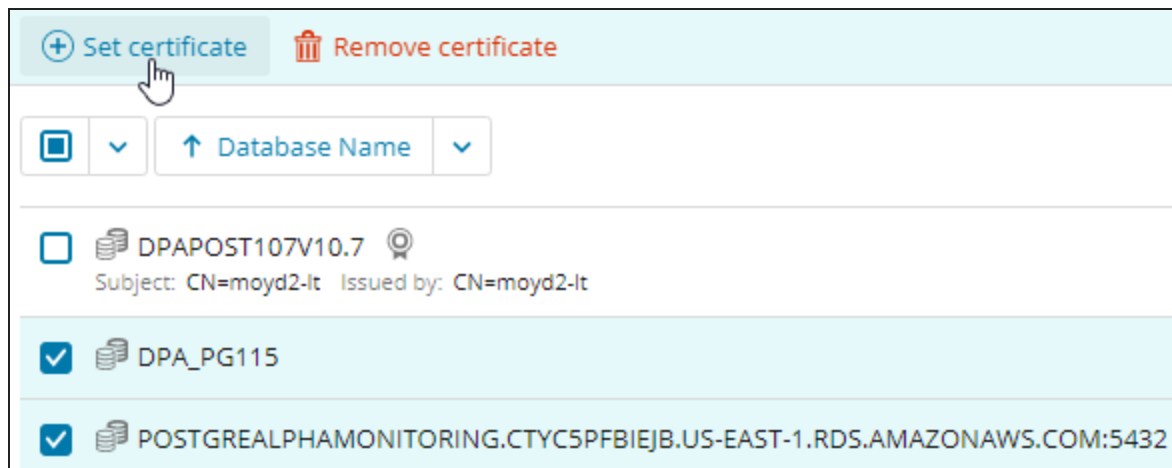 Set certificate Remove certificate
Database Name
DPAPOST107V10.7
Subject: CN=moyd2-lt Issued by: CN=moyd2-lt
DPA_PG115
POSTGREALPHAMONITORING.CTYC5PFBIEJB.US-EAST-1.RDS.AMAZONAWS.COM:5432